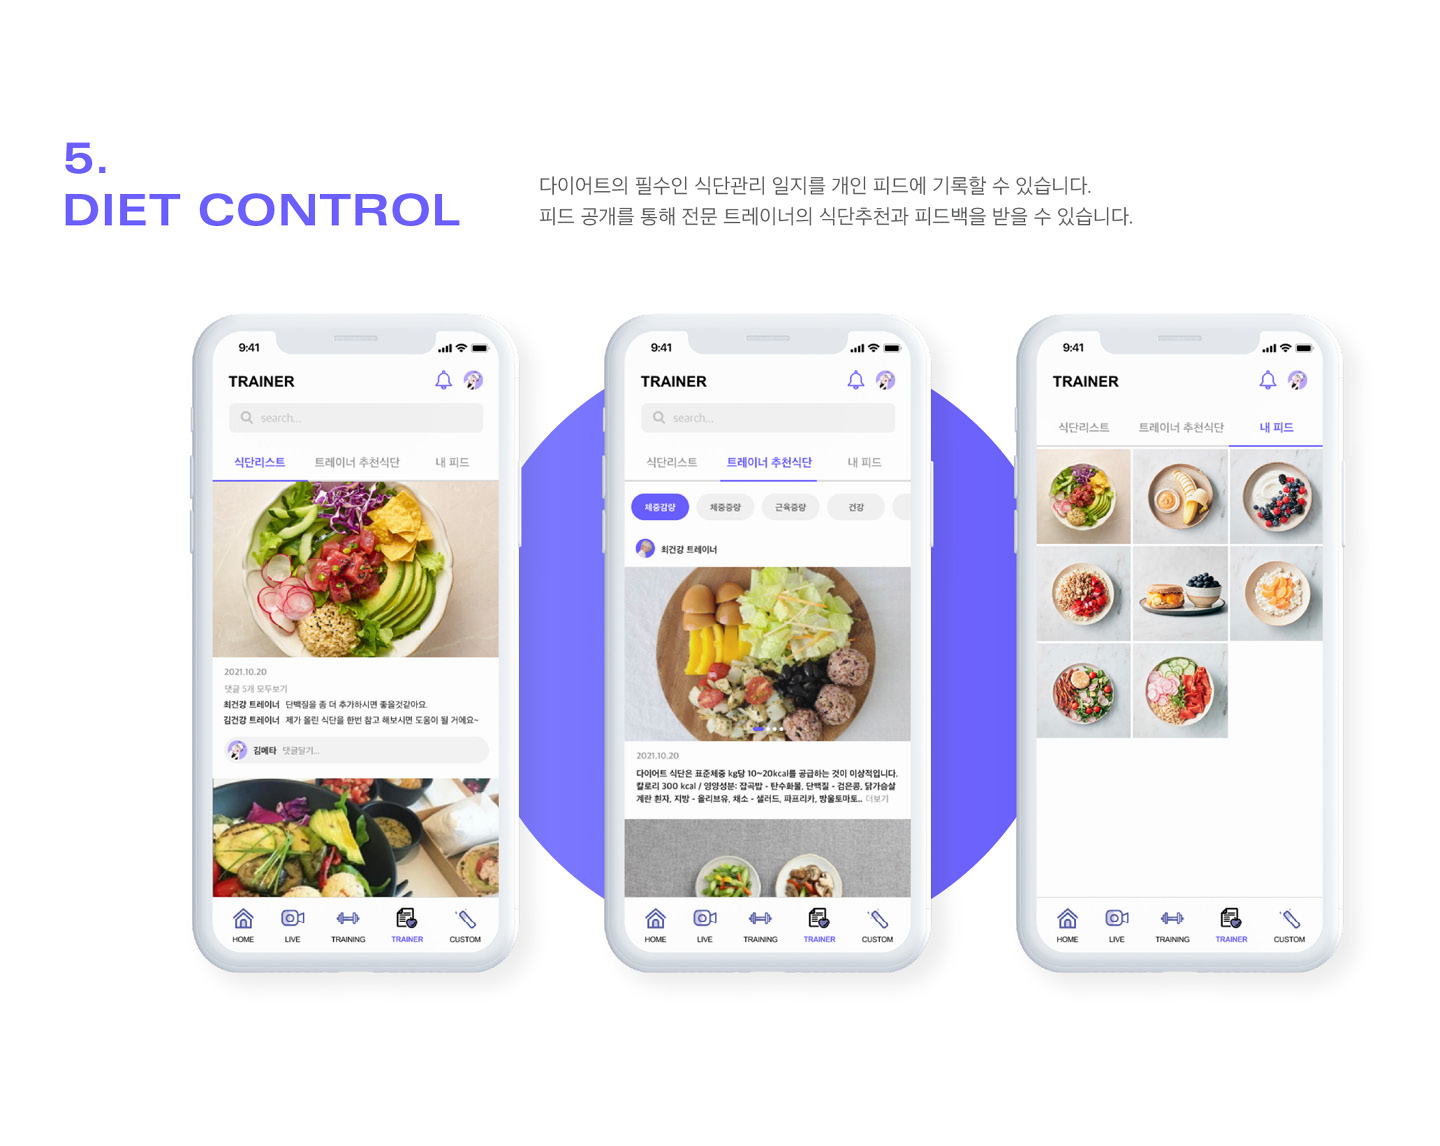 5.
DIET CONTROL
다이어트의 필수인 식단관리 일지를 개인 피드에 기록할 수 있습니다.
피드 공개를 통해 전문 트레이너의 식단추천과 피드백을 받을 수 있습니다.
9:41
TRAINER
search...
식단리스트 트레이너 추천식단 내 피드
2021.10.20
댓글 5개 모두보기
최건강 트레이너 단백질을 좀 더 추가하시면 좋을것같아요.
김건강 트레이너 제가 올린 식단을 한번 참고 해보시면 도움이 될 거에요~
김메타 댓글달기...
HOME LIVE TRAINING TRAINER CUSTOM
9:41
TRAINER
search...
식단리스트 트레이너 추천식단 내 피드
체중감량 체중증량 근육증량 건강
최건강 트레이너
2021.10.20
다이어트 식단은 표준체중 kg당 10~20kcal를 공급하는 것이 이상적입니다.
칼로리 300 kcal / 영양성분: 잡곡밥 - 탄수화물, 단백질 - 검은콩, 닭가슴살
계란 흰자, 지방 - 올리브유, 채소 - 샐러드, 파프리카, 방울토마토.. 더보기
HOME LIVE TRAINING TRAINER CUSTOM
9:41
TRAINER
식단리스트 트레이너 추천식단 내 피드
HOME LIVE TRAINING TRAINER CUSTOM